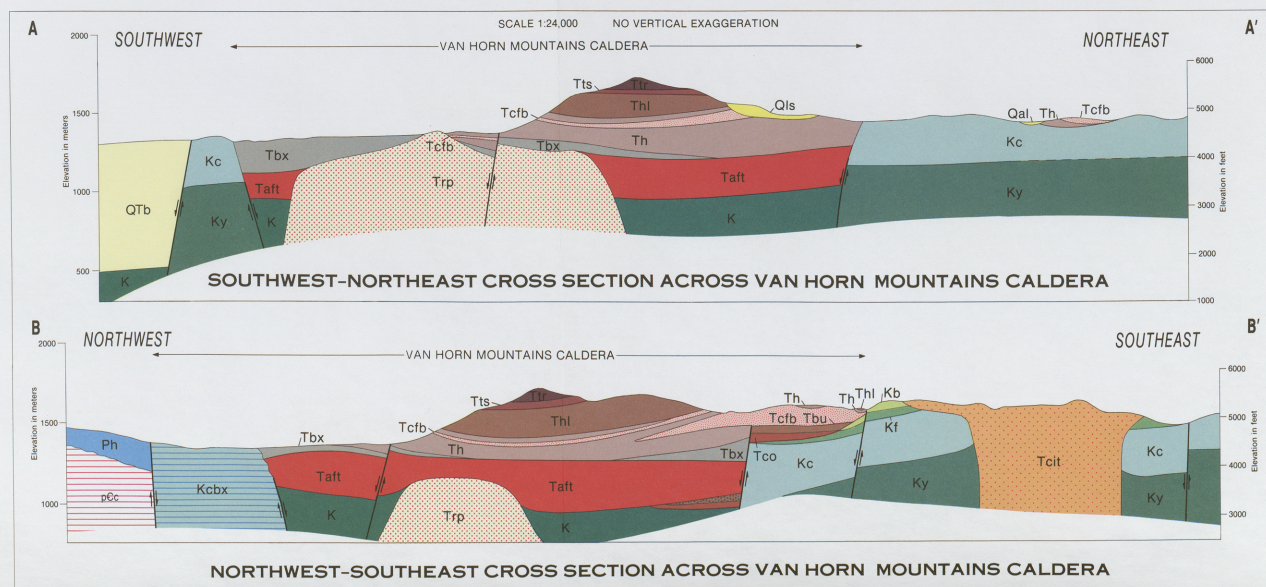 SCALE 1:24,000 NO VERTICAL EXAGGERATION
A A'
SOUTHWEST NORTHEAST
VAN HORN MOUNTAINS CALDERA
2000
1500
1000
500
Elevation in meters
6000
5000
4000
3000
2000
1000
Elevation in feet
Tts Ttr
Thl
Qls
Tcfb
Qal Th Tcfb
Kc Tbx Tcfb Tbx Th Kc
Taft Trp Taft
QTb Ky K K Ky
K
SOUTHWEST–NORTHEAST CROSS SECTION ACROSS VAN HORN MOUNTAINS CALDERA
B B'
NORTHWEST SOUTHEAST
VAN HORN MOUNTAINS CALDERA
2000
1500
1000
Elevation in meters
6000
5000
4000
3000
Elevation in feet
Tts Ttr
Th Th Thl Kb
Tcfb Thl Tcfb Tbu Kf
Ph Tbx Th Tbx Tco Kc Tcit Kc
Taft Taft
pЄc Kcbx K Trp K Ky Ky
NORTHWEST–SOUTHEAST CROSS SECTION ACROSS VAN HORN MOUNTAINS CALDERA